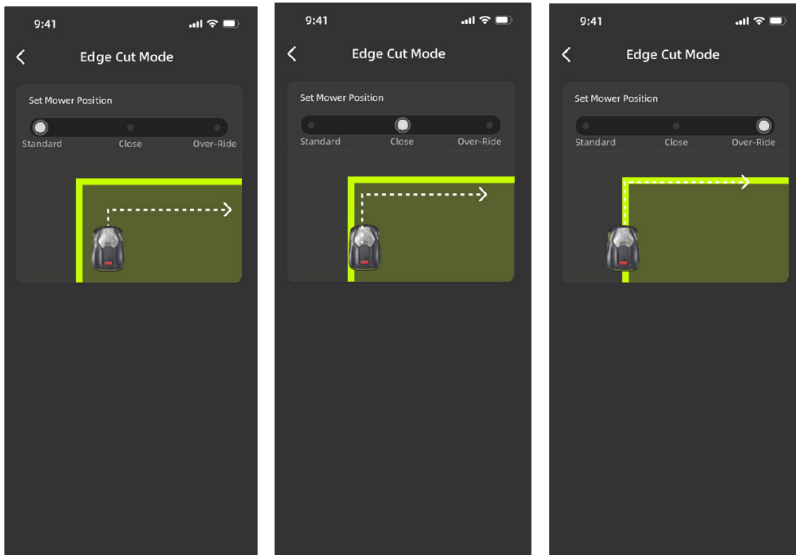 9:41
Edge Cut Mode
Set Mower Position
Standard Close Over-Ride
9:41
Edge Cut Mode
Set Mower Position
Standard Close Over-Ride
9:41
Edge Cut Mode
Set Mower Position
Standard Close Over-Ride